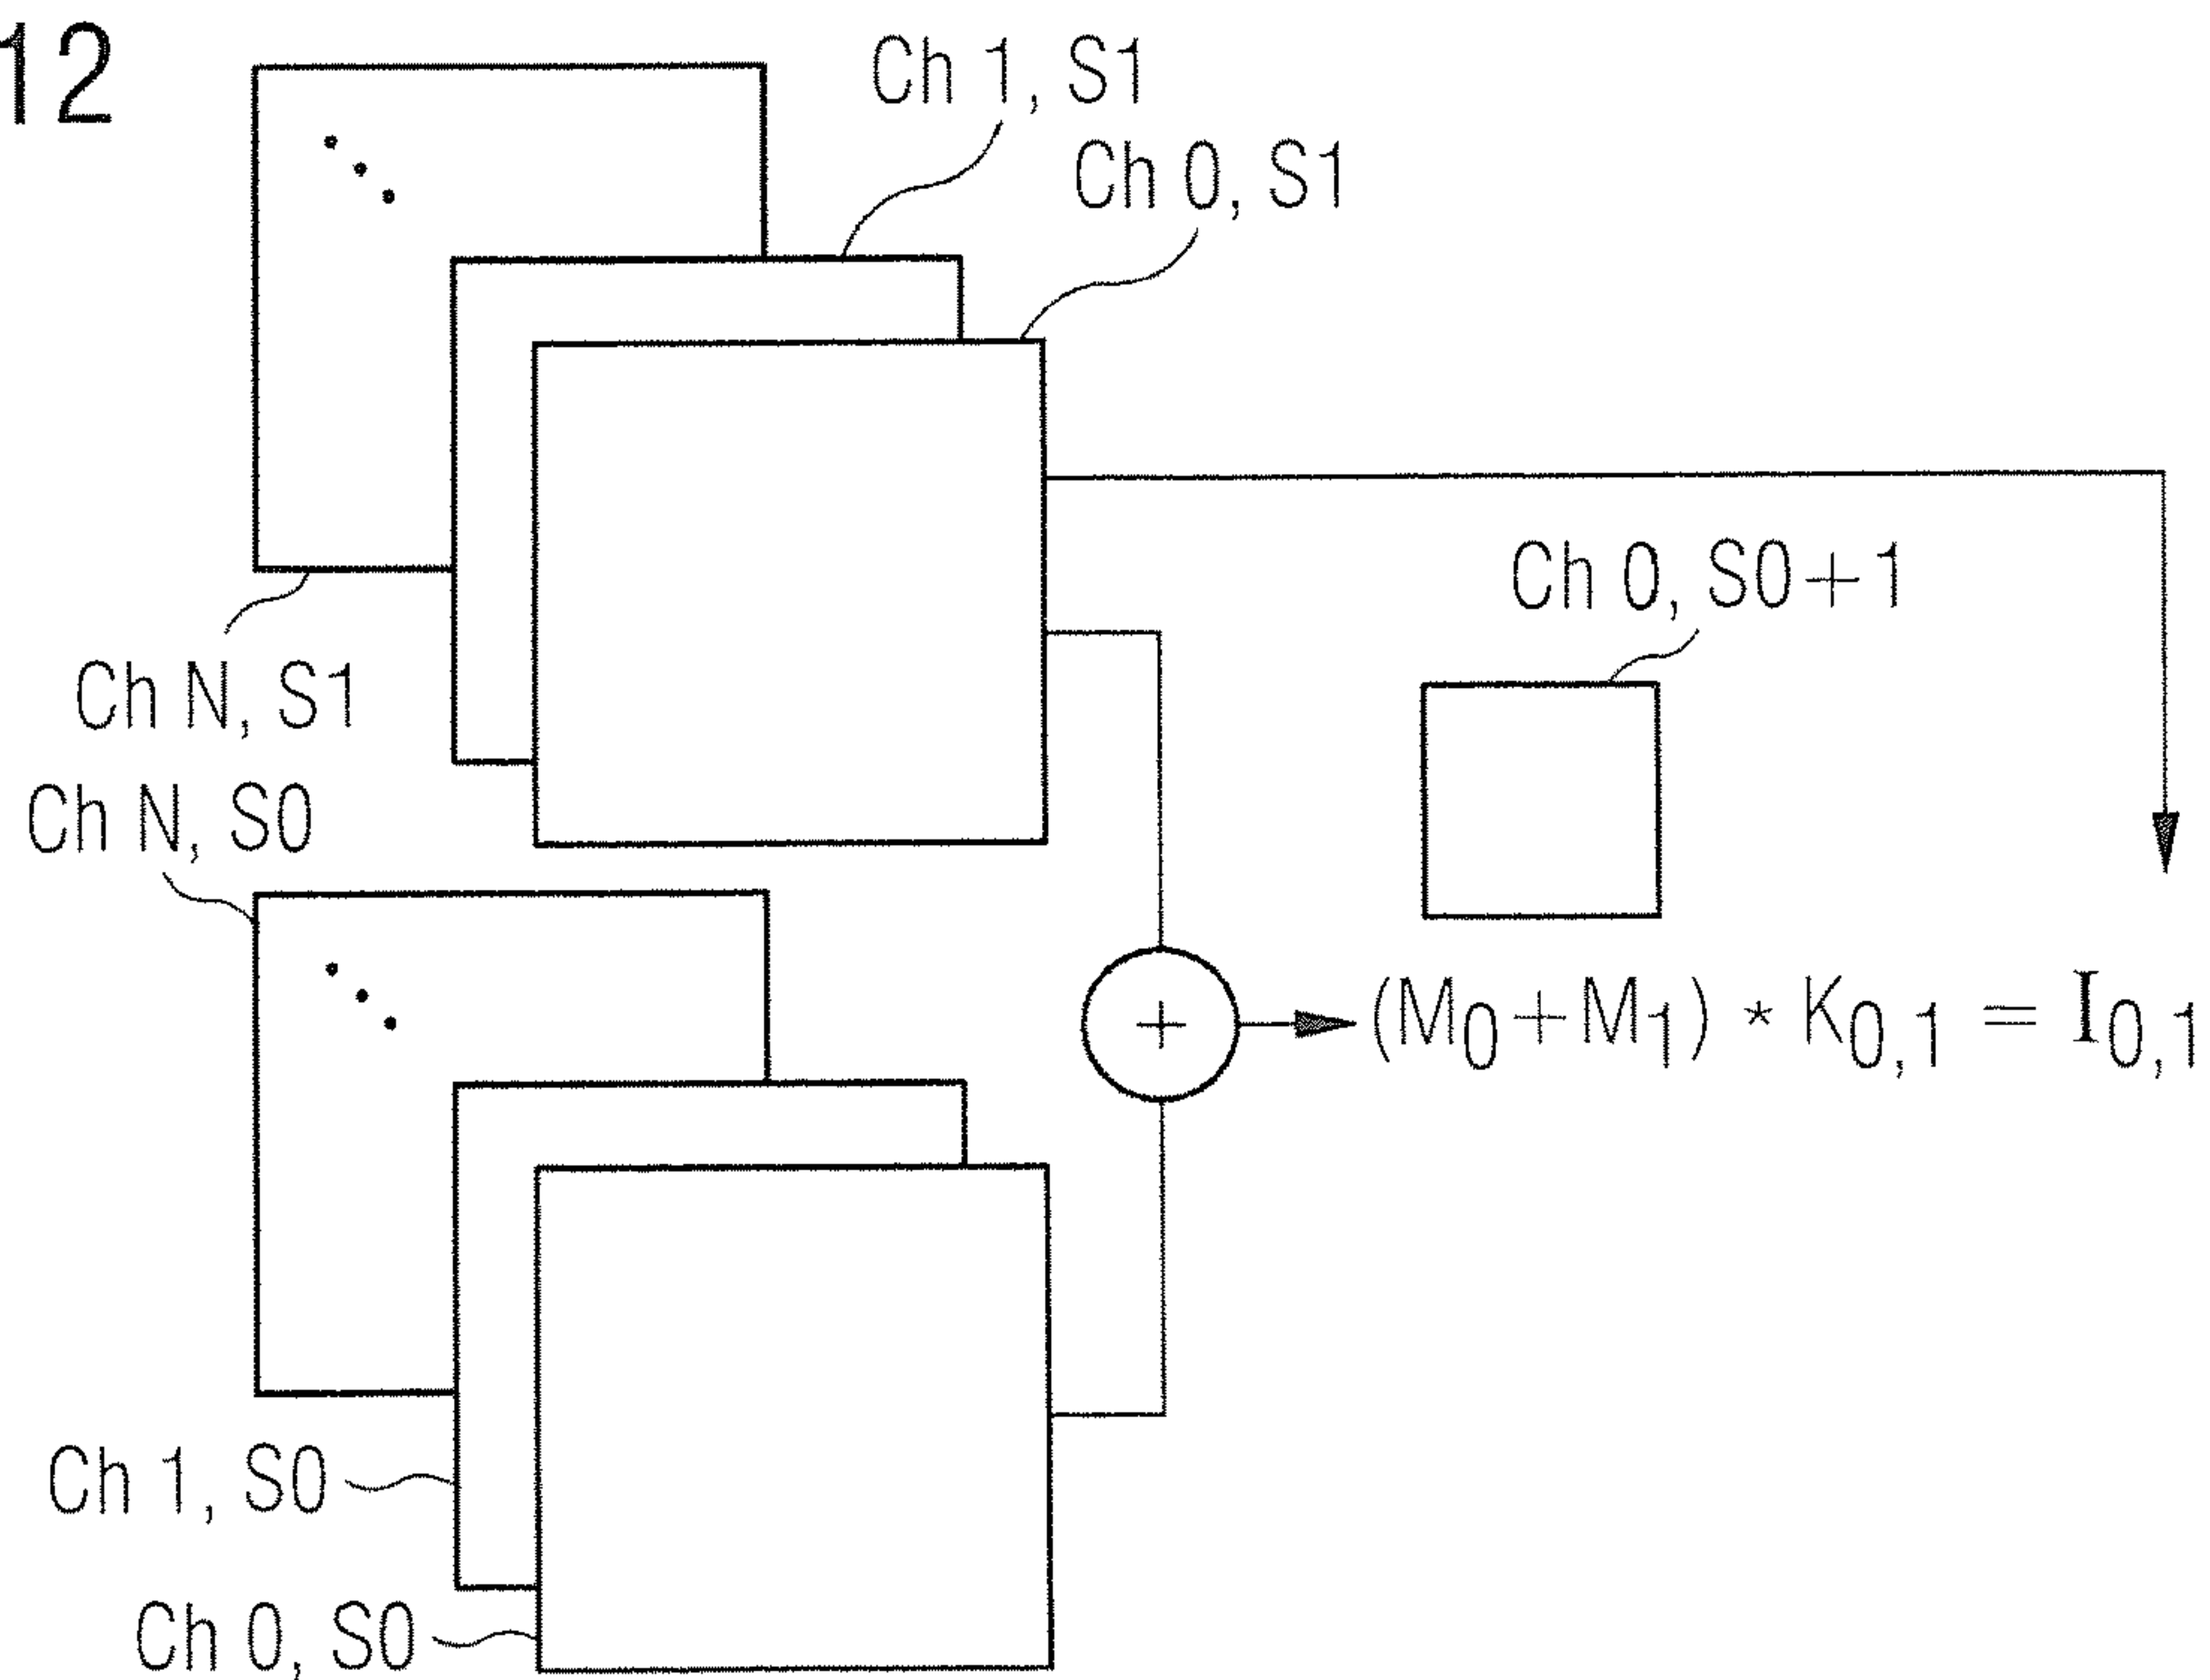 12
Ch 1, S1
Ch 0, S1
Ch 0, S0+1
Ch N, S1
Ch N, S0
+
(M0+M1) * K0,1 = I0,1
Ch 1, S0
Ch 0, S0